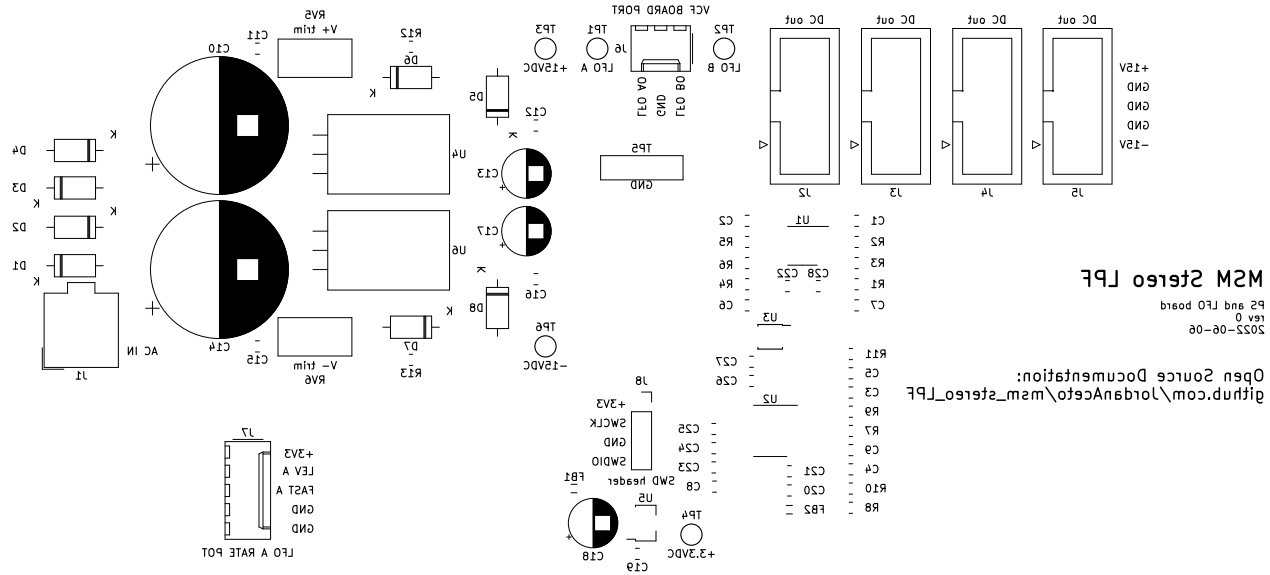 RV5
V+ trim
C10
C11
R12
D6
K
TP3
+15VDC
TP1
LFO A
VCF BOARD PORT
J6
LFO A0
GND
LFO B0
TP2
LFO B
DC out
DC out
DC out
DC out
+15V
GND
GND
GND
-15V
J2
J3
J4
J5
D5
K
C12
TP5
GND
D4
K
D3
K
D2
K
D1
K
U4
C13
C17
U6
K
C16
D8
C2
R5
R6
R4
C6
U1
C22
C28
C1
R2
R3
R1
C7
MSM Stereo LPF
PS and LFO board
rev 0
2022-06-06
AC IN
J1
C14
C15
V- trim
RV6
K
D7
R13
TP6
-15VDC
U3
C27
C26
U2
R11
C5
C3
R9
R7
C9
C4
R10
R8
Open Source Documentation:
github.com/JordanAceto/msm_stereo_LPF
J8
+3V3
SWCLK
GND
SWDIO
SWD header
C25
C24
C23
C8
C21
C20
FB2
J7
+3V3
LEV A
FAST A
GND
GND
LFO A RATE POT
FB1
C18
U5
C19
TP4
+3.3VDC